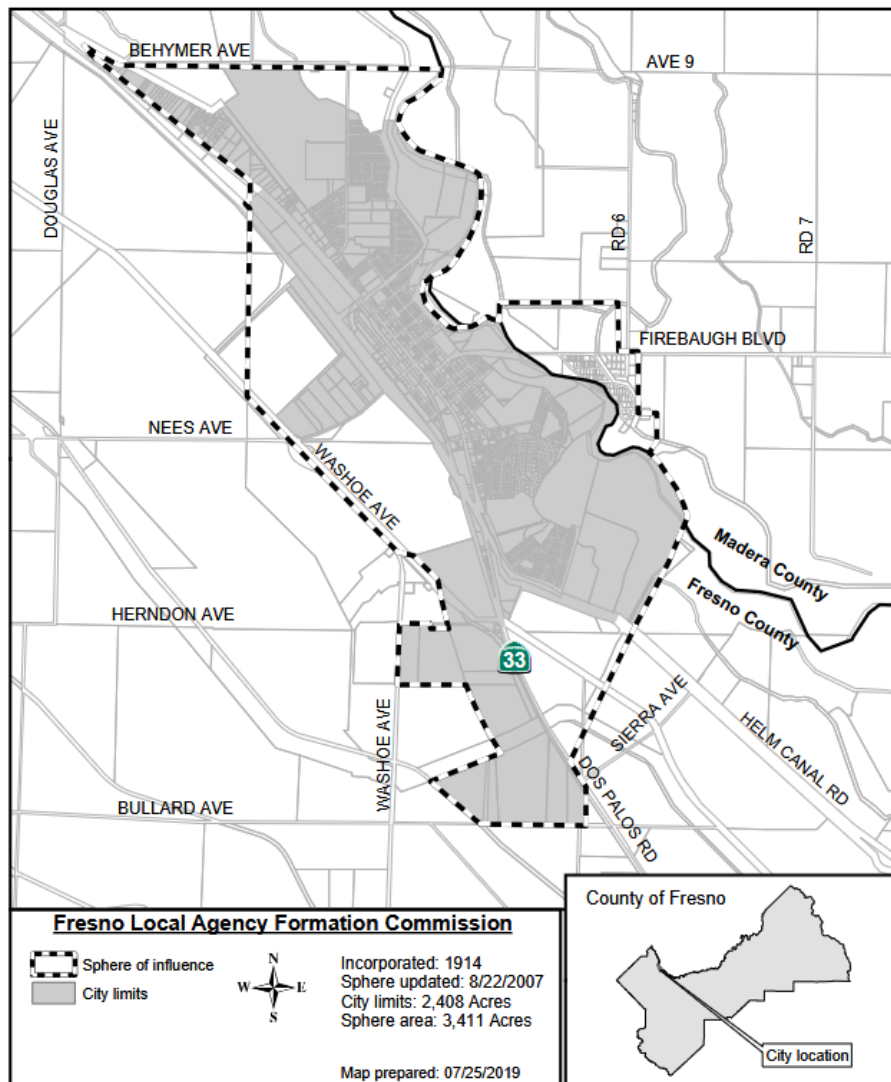 BEHYMER AVE
AVE 9
DOUGLAS AVE
RD 6
RD 7
FIREBAUGH BLVD
NEES AVE
WASHOE AVE
Madera County
Fresno County
HERNDON AVE
33
SIERRA AVE
HELM CANAL RD
WASHOE AVE
DOS PALOS RD
BULLARD AVE
Fresno Local Agency Formation Commission
Sphere of influence
City limits
N
W E
S
Incorporated: 1914
Sphere updated: 8/22/2007
City limits: 2,408 Acres
Sphere area: 3,411 Acres
Map prepared: 07/25/2019
County of Fresno
City location